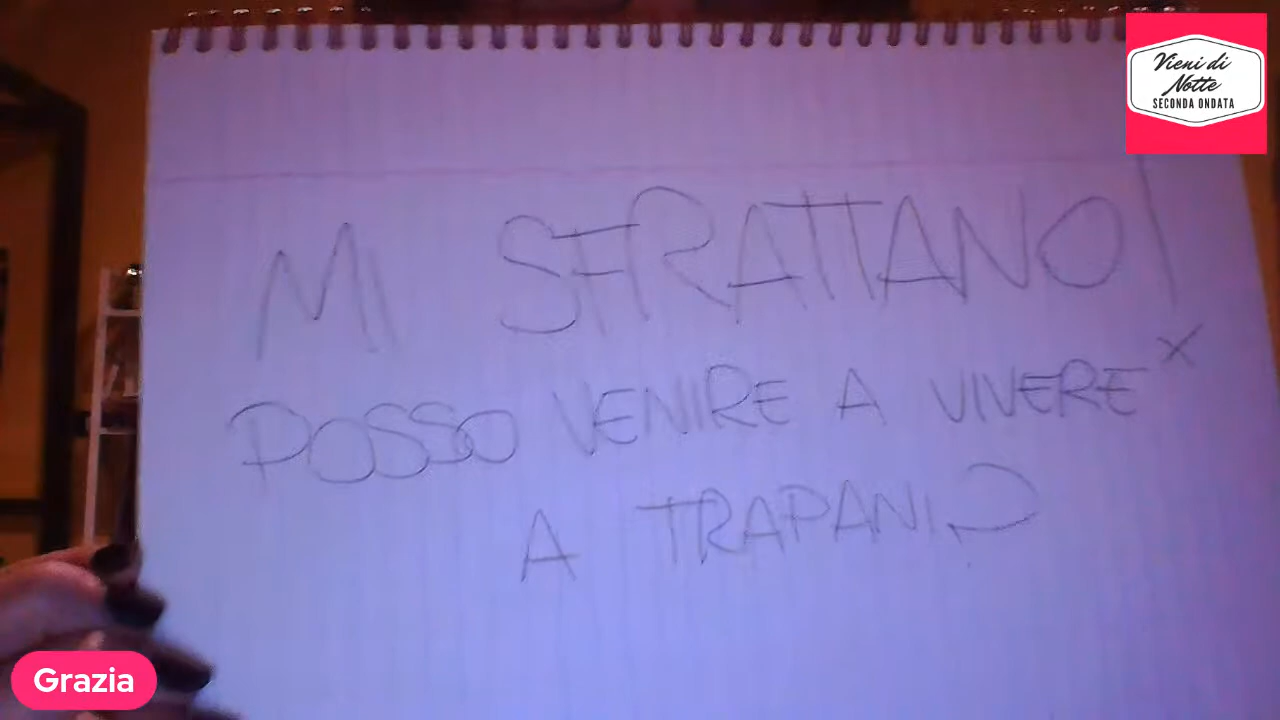 Vieni di
Notte
SECONDA ONDATA
MI SFRATTANO!
POSSO VENIRE A VIVERE x
A TRAPANI?
Grazia